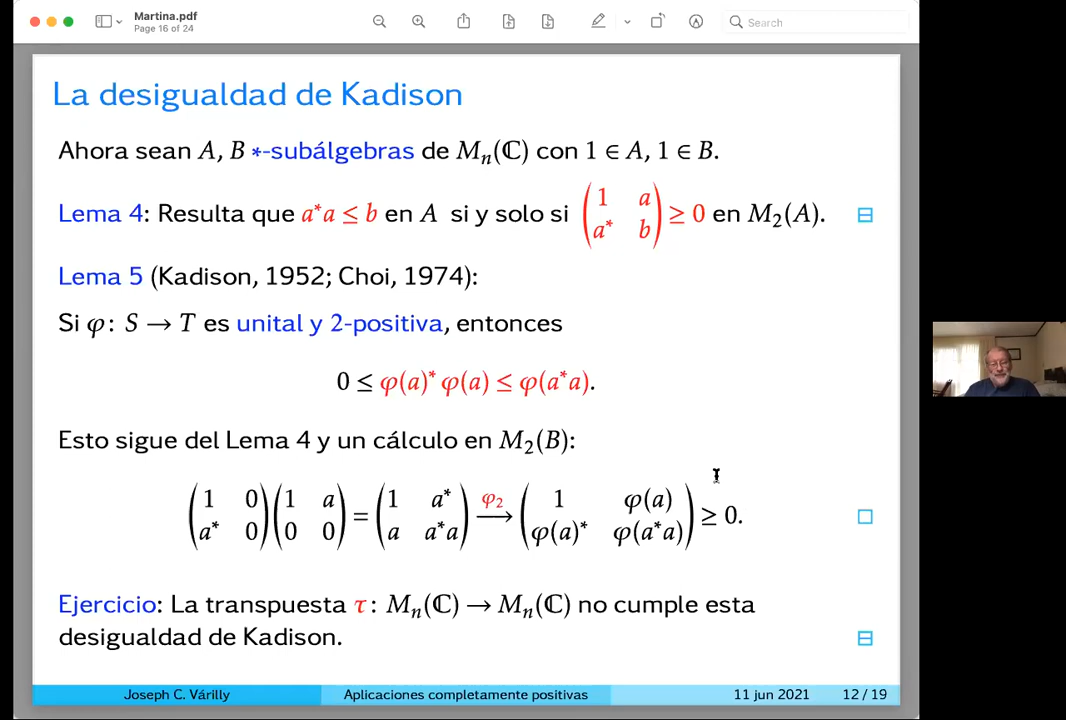 Martina.pdf
Page 16 of 24
Search
La desigualdad de Kadison
Ahora sean A, B *-subálgebras de Mₙ(ℂ) con 1 ∈ A, 1 ∈ B.
Lema 4: Resulta que a*a ≤ b en A si y solo si (1 a; a* b) ≥ 0 en M₂(A).
Lema 5 (Kadison, 1952; Choi, 1974):
Si φ: S → T es unital y 2-positiva, entonces
0 ≤ φ(a)*φ(a) ≤ φ(a*a).
Esto sigue del Lema 4 y un cálculo en M₂(B):
(1 0; a* 0)(1 a; 0 0) = (1 a*; a a*a) φ₂⟶ (1 φ(a); φ(a)* φ(a*a)) ≥ 0.
Ejercicio: La transpuesta τ: Mₙ(ℂ) → Mₙ(ℂ) no cumple esta
desigualdad de Kadison.
Joseph C. Várilly Aplicaciones completamente positivas 11 jun 2021 12 / 19